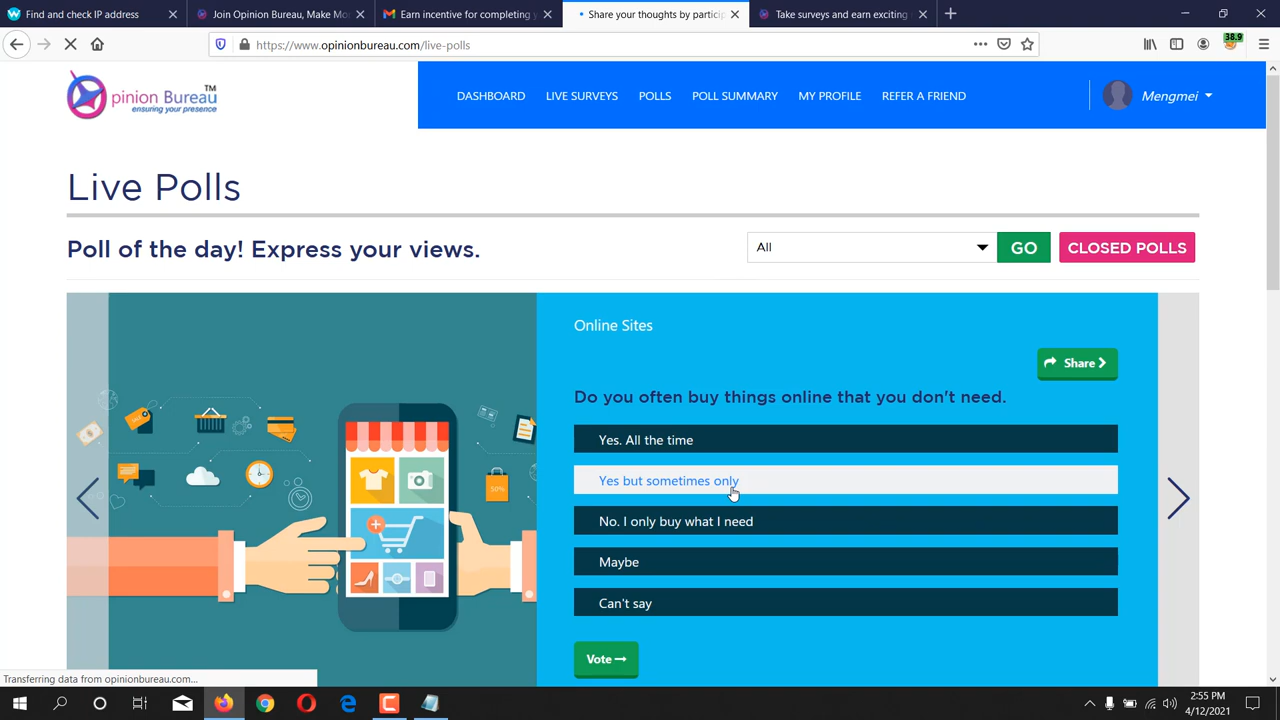 Find and check IP address
Join Opinion Bureau, Make Mo
Earn incentive for completing y
Share your thoughts by particip
Take surveys and earn exciting
https://www.opinionbureau.com/live-polls
38.9
pinion Bureau
TM
ensuring your presence
DASHBOARD
LIVE SURVEYS
POLLS
POLL SUMMARY
MY PROFILE
REFER A FRIEND
Mengmei
Live Polls
Poll of the day! Express your views.
All
GO
CLOSED POLLS
Online Sites
Share
Do you often buy things online that you don't need.
Yes. All the time
Yes but sometimes only
No. I only buy what I need
Maybe
Can't say
Vote
50%
Transferring data from opinionbureau.com...
2:55 PM
4/12/2021